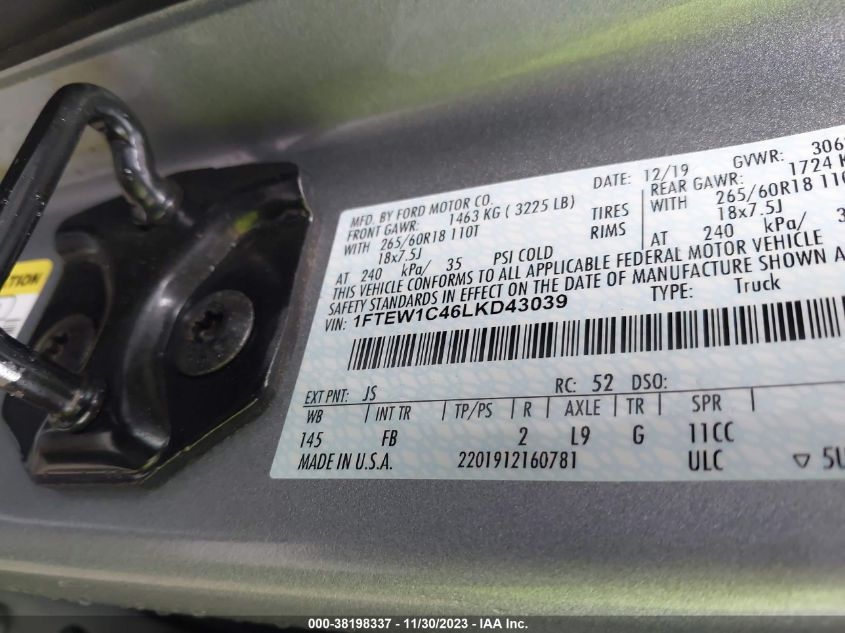 MFD. BY FORD MOTOR CO. DATE: 12/19 GVWR:
FRONT GAWR: 1463 KG ( 3225 LB) REAR GAWR: 1724
WITH 265/60R18 110T TIRES WITH 265/60R18
18x7.5J RIMS 18x7.5J
AT 240 kPa/ 35 PSI COLD AT 240 kPa/
THIS VEHICLE CONFORMS TO ALL APPLICABLE FEDERAL MOTOR VEHICLE
SAFETY STANDARDS IN EFFECT ON THE DATE OF MANUFACTURE SHOWN
VIN: 1FTEW1C46LKD43039 TYPE: Truck
EXT PNT: JS RC: 52 DSO:
WB INT TR TP/PS R AXLE TR SPR
145 FB 2 L9 G 11CC
MADE IN U.S.A. 2201912160781 ULC
000-38198337 - 11/30/2023 - IAA Inc.